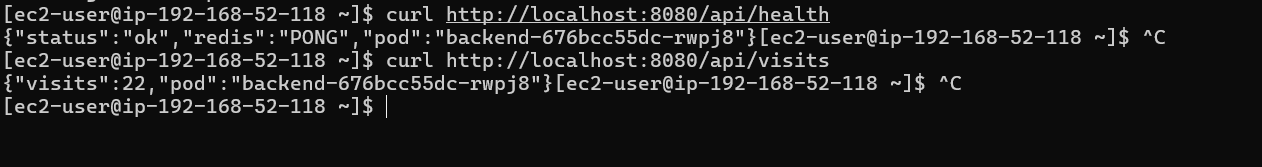 [ec2-user@ip-192-168-52-118 ~]$ curl http://localhost:8080/api/health
{"status":"ok","redis":"PONG","pod":"backend-676bcc55dc-rwpj8"}[ec2-user@ip-192-168-52-118 ~]$ ^C
[ec2-user@ip-192-168-52-118 ~]$ curl http://localhost:8080/api/visits
{"visits":22,"pod":"backend-676bcc55dc-rwpj8"}[ec2-user@ip-192-168-52-118 ~]$ ^C
[ec2-user@ip-192-168-52-118 ~]$